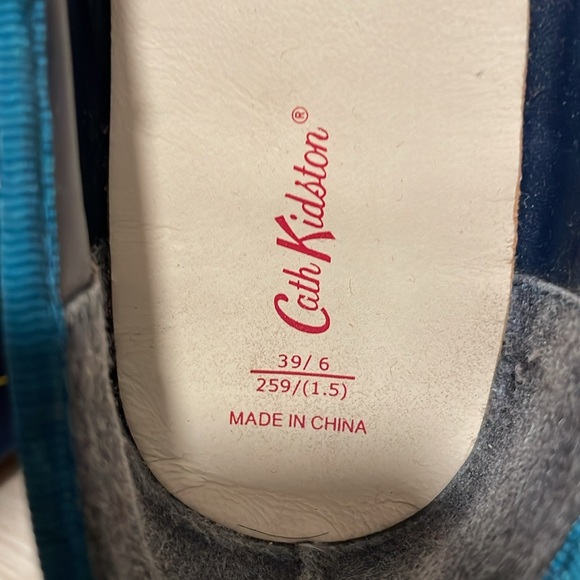 Cath Kidston®
39/ 6
259/(1.5)
MADE IN CHINA